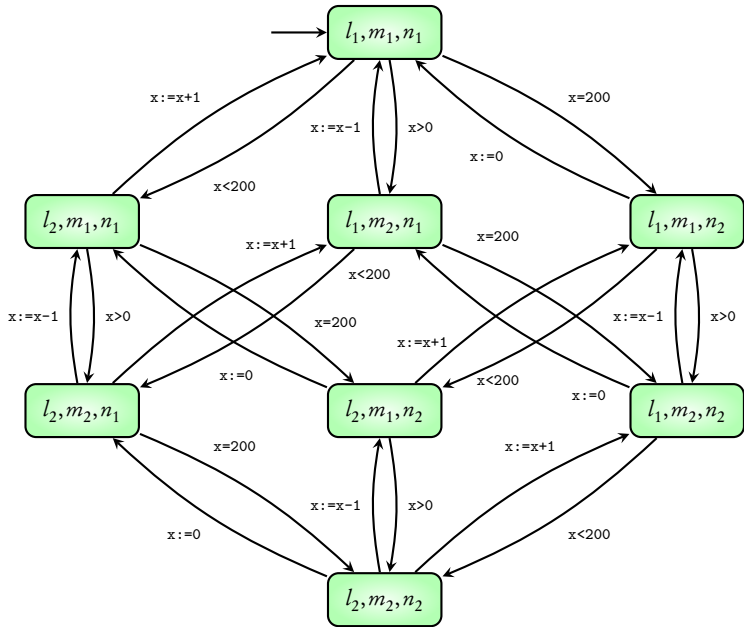 l₁,m₁,n₁
x:=x+1
x=200
x:=x−1
x>0
x:=0
x<200
l₂,m₁,n₁
l₁,m₂,n₁
l₁,m₁,n₂
x:=x+1
x=200
x<200
x:=x−1
x>0
x=200
x:=x−1
x>0
x:=x+1
x:=0
x<200
x:=0
l₂,m₂,n₁
l₂,m₁,n₂
l₁,m₂,n₂
x=200
x:=x+1
x:=x−1
x>0
x:=0
x<200
l₂,m₂,n₂